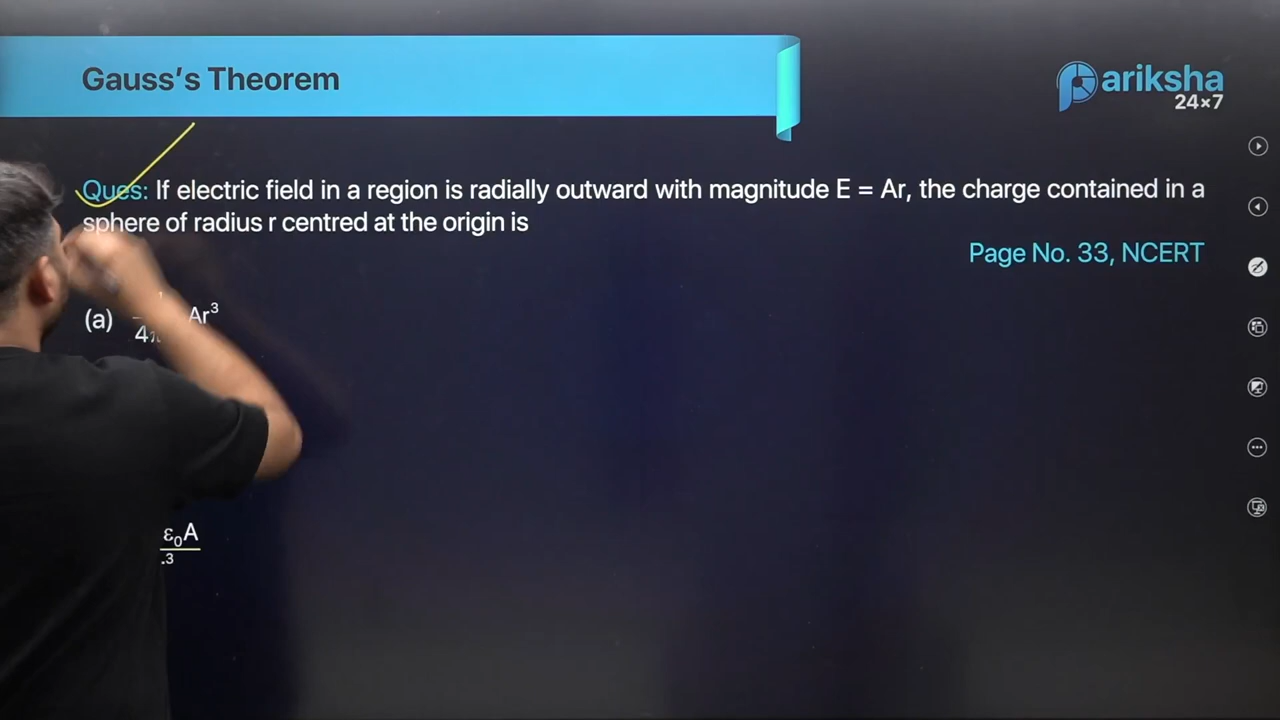 Gauss's Theorem
ariksha
24×7
Ques: If electric field in a region is radially outward with magnitude E = Ar, the charge contained in a
sphere of radius r centred at the origin is
Page No. 33, NCERT
(a) Ar³
ε₀A